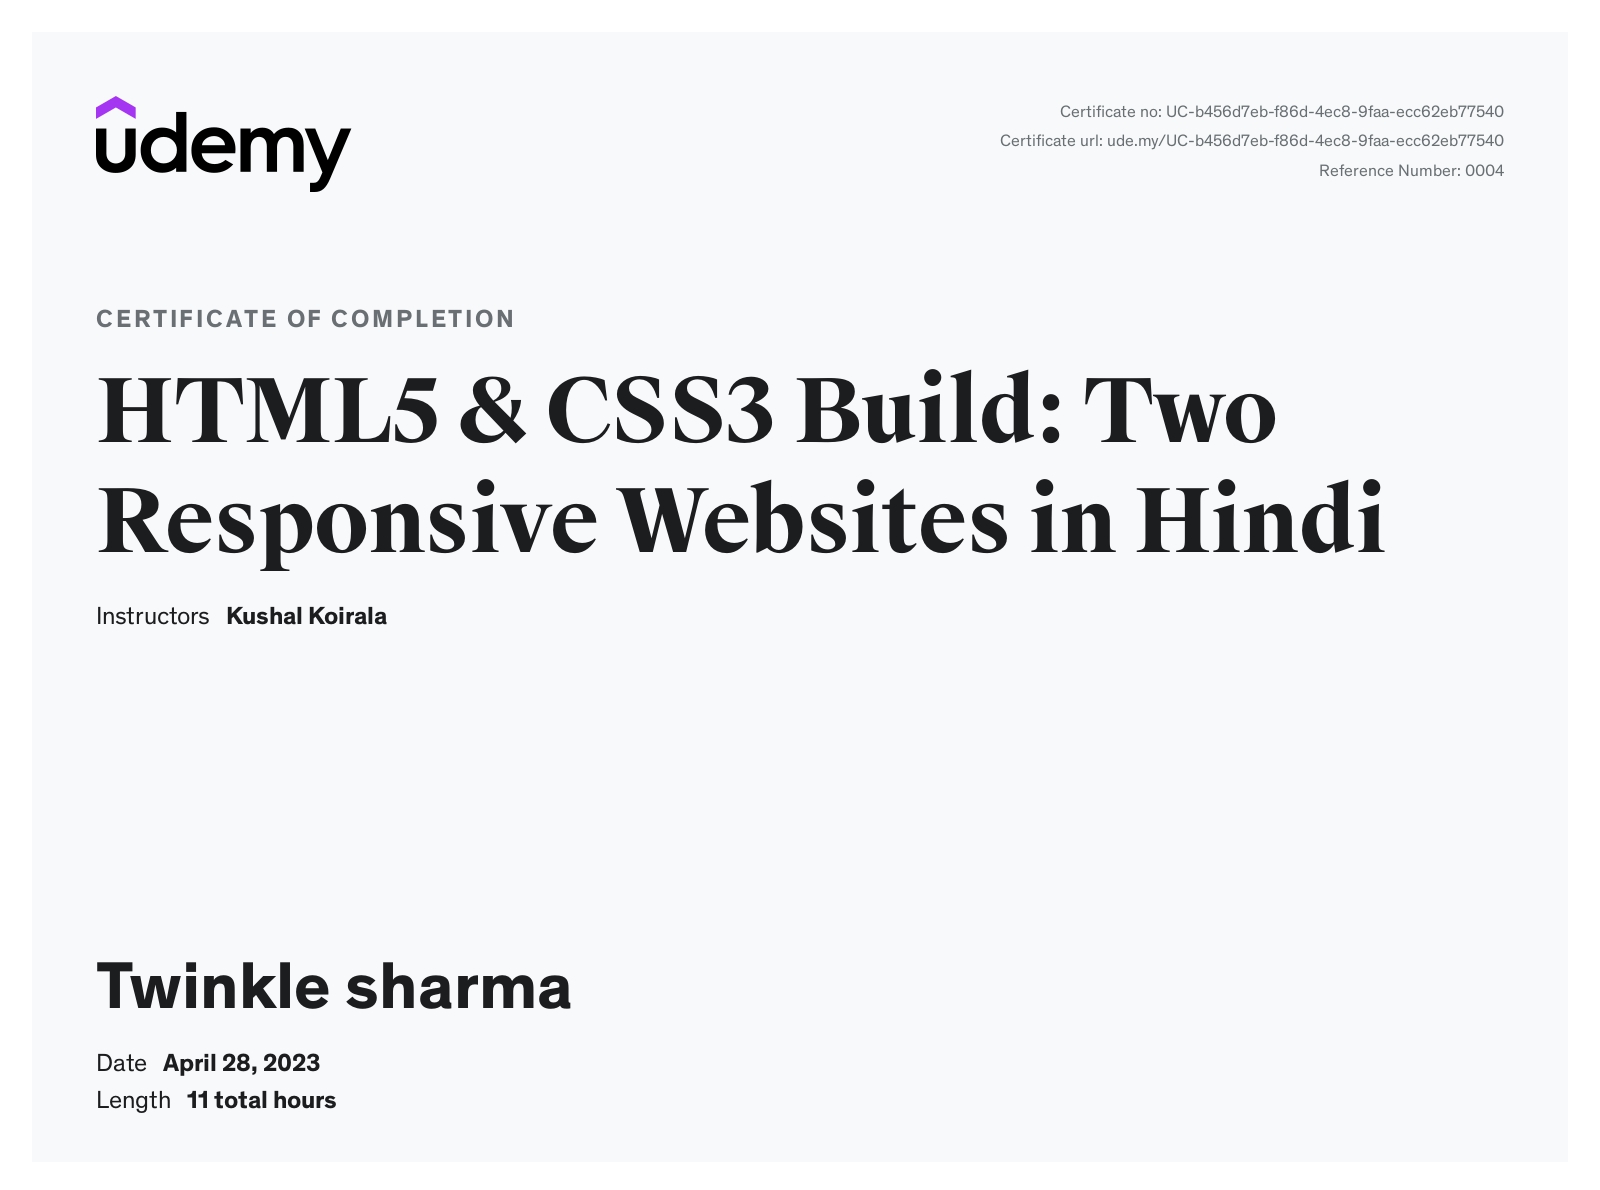 udemy
Certificate no: UC-b456d7eb-f86d-4ec8-9faa-ecc62eb77540
Certificate url: ude.my/UC-b456d7eb-f86d-4ec8-9faa-ecc62eb77540
Reference Number: 0004
CERTIFICATE OF COMPLETION
HTML5 & CSS3 Build: Two
Responsive Websites in Hindi
Instructors Kushal Koirala
Twinkle sharma
Date April 28, 2023
Length 11 total hours